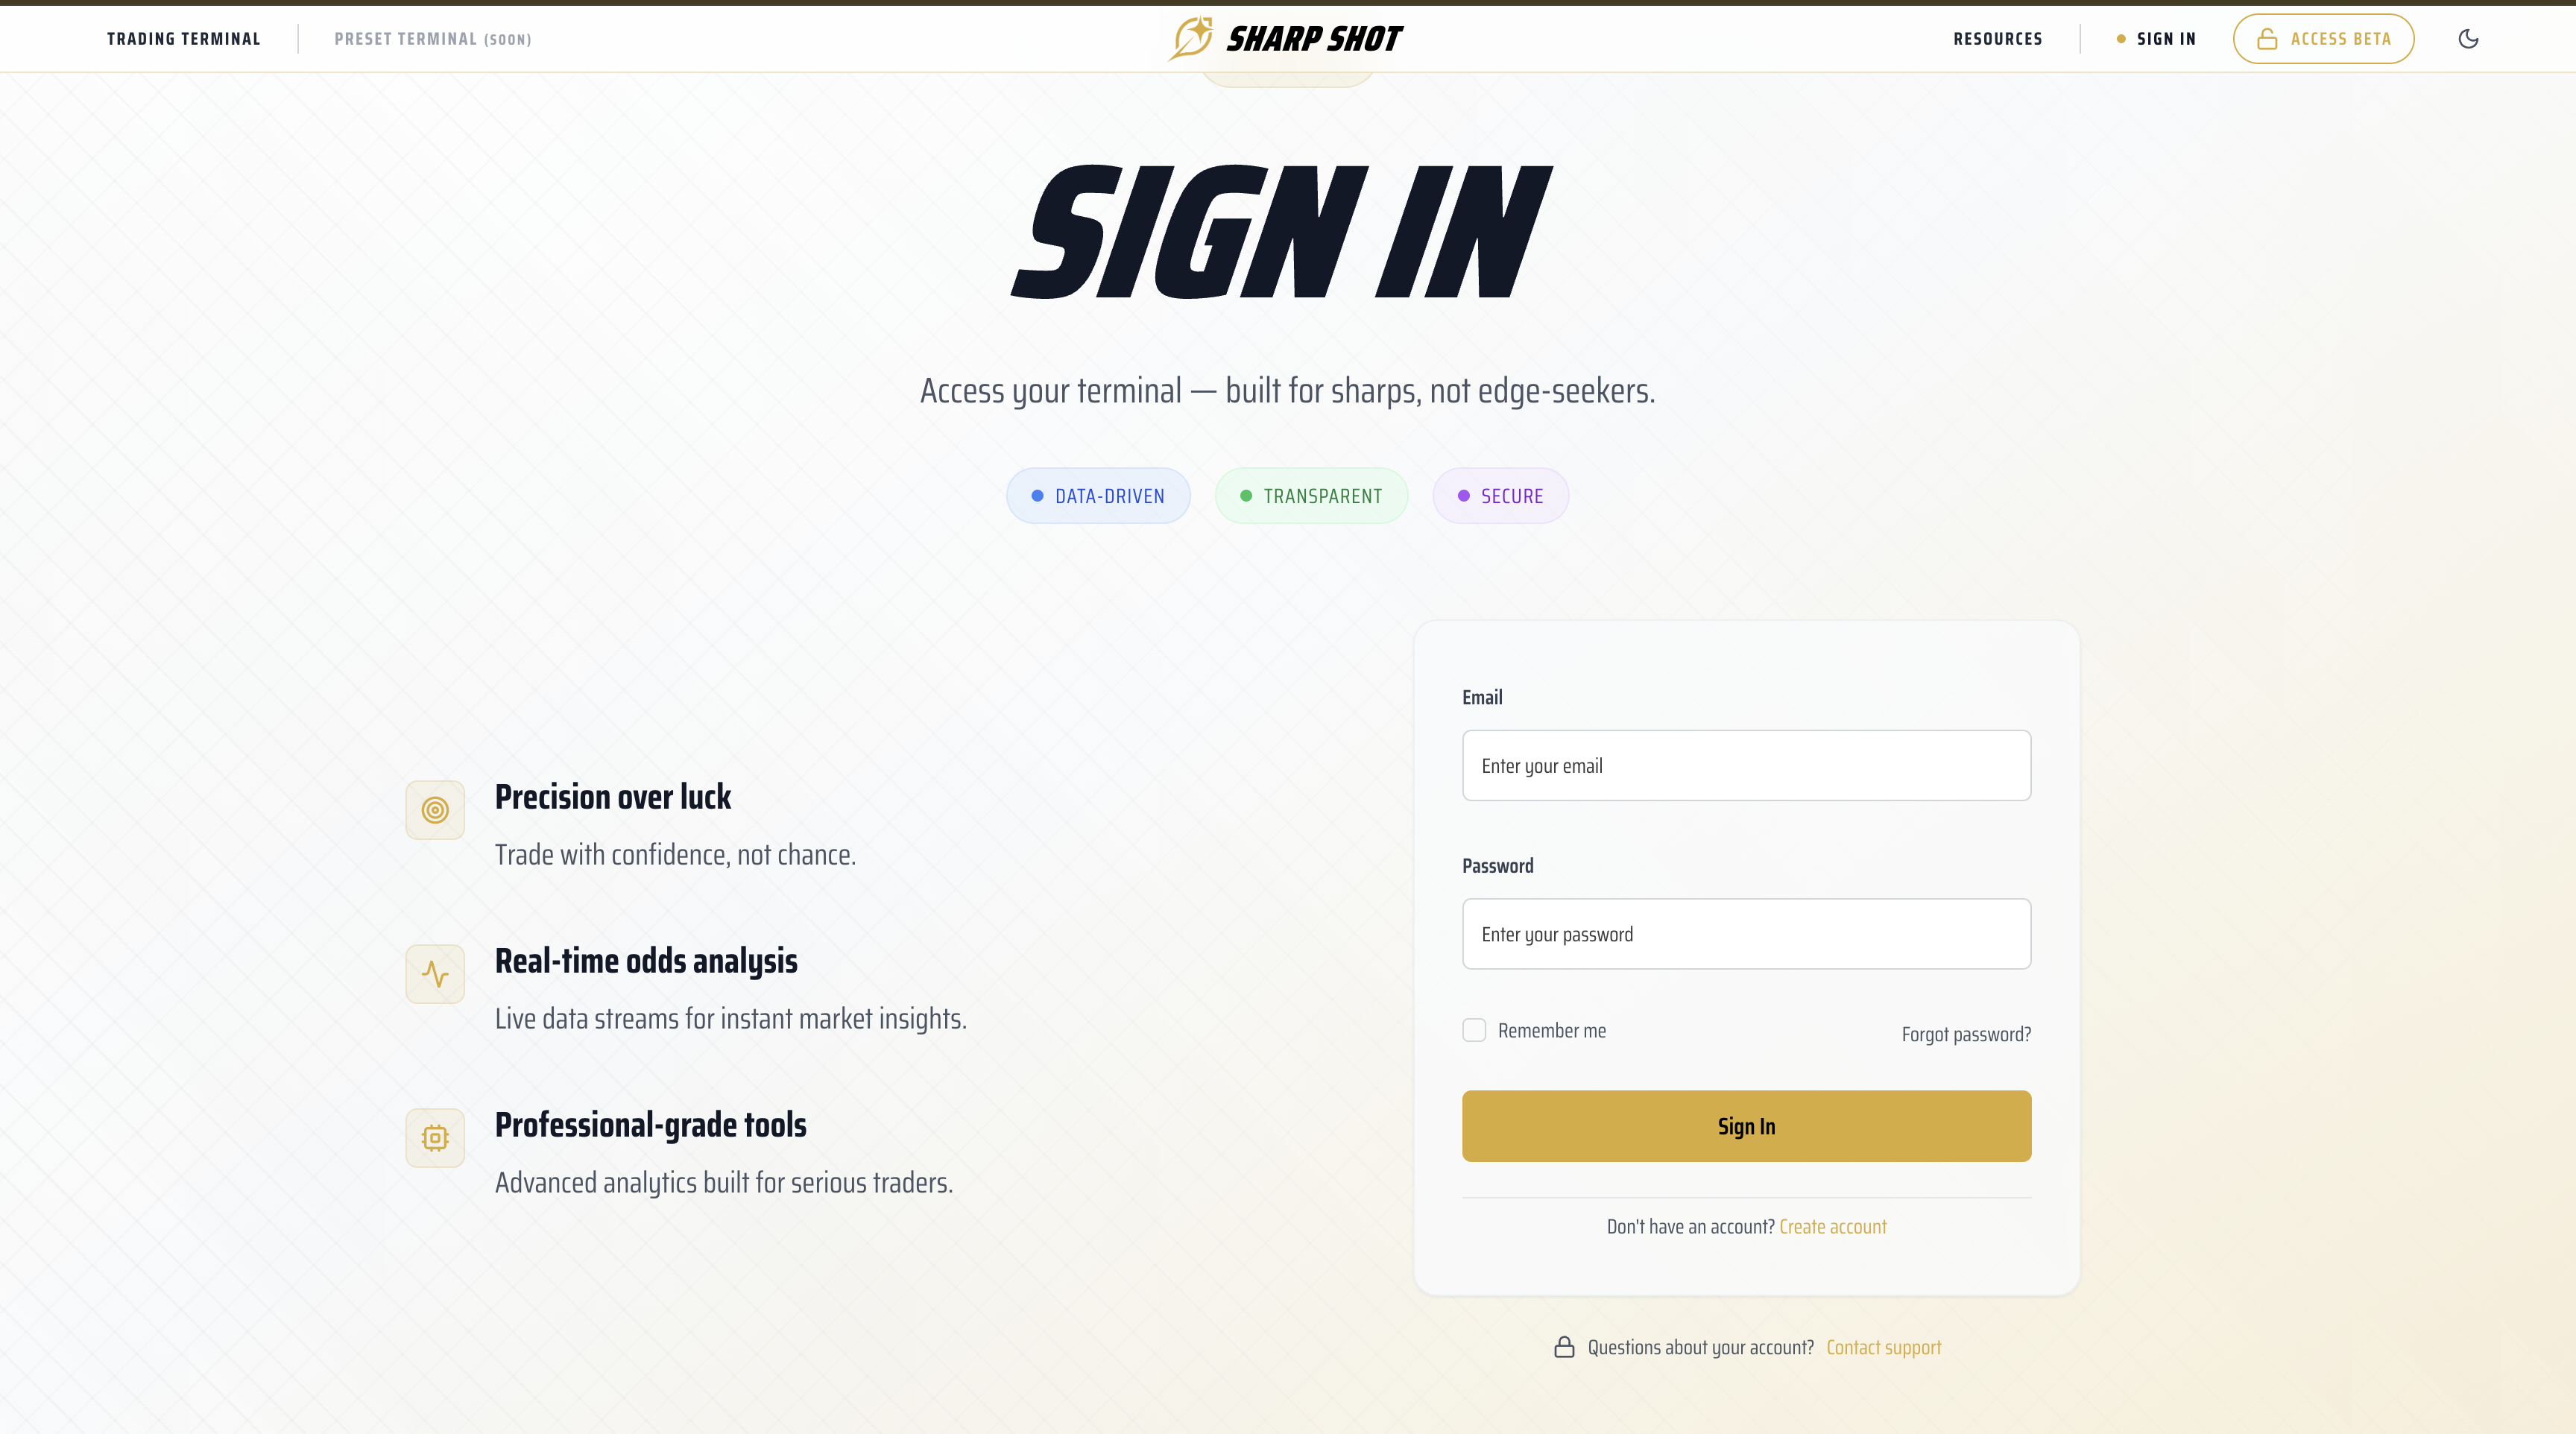 TRADING TERMINAL
PRESET TERMINAL (SOON)
SHARP SHOT
RESOURCES
SIGN IN
ACCESS BETA
SIGN IN
Access your terminal — built for sharps, not edge-seekers.
DATA-DRIVEN
TRANSPARENT
SECURE
Precision over luck
Trade with confidence, not chance.
Real-time odds analysis
Live data streams for instant market insights.
Professional-grade tools
Advanced analytics built for serious traders.
Email
Enter your email
Password
Enter your password
Remember me
Forgot password?
Sign In
Don't have an account? Create account
Questions about your account? Contact support